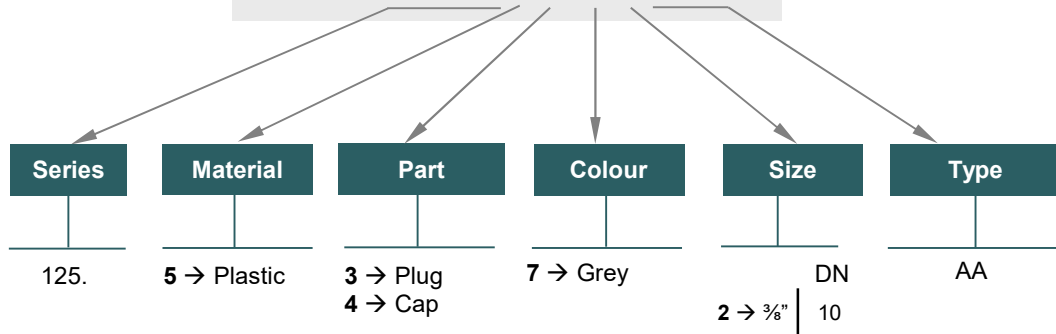 Series Material Part Colour Size Type
125. 5 → Plastic 3 → Plug 7 → Grey DN AA
4 → Cap 2 → ⅜” 10